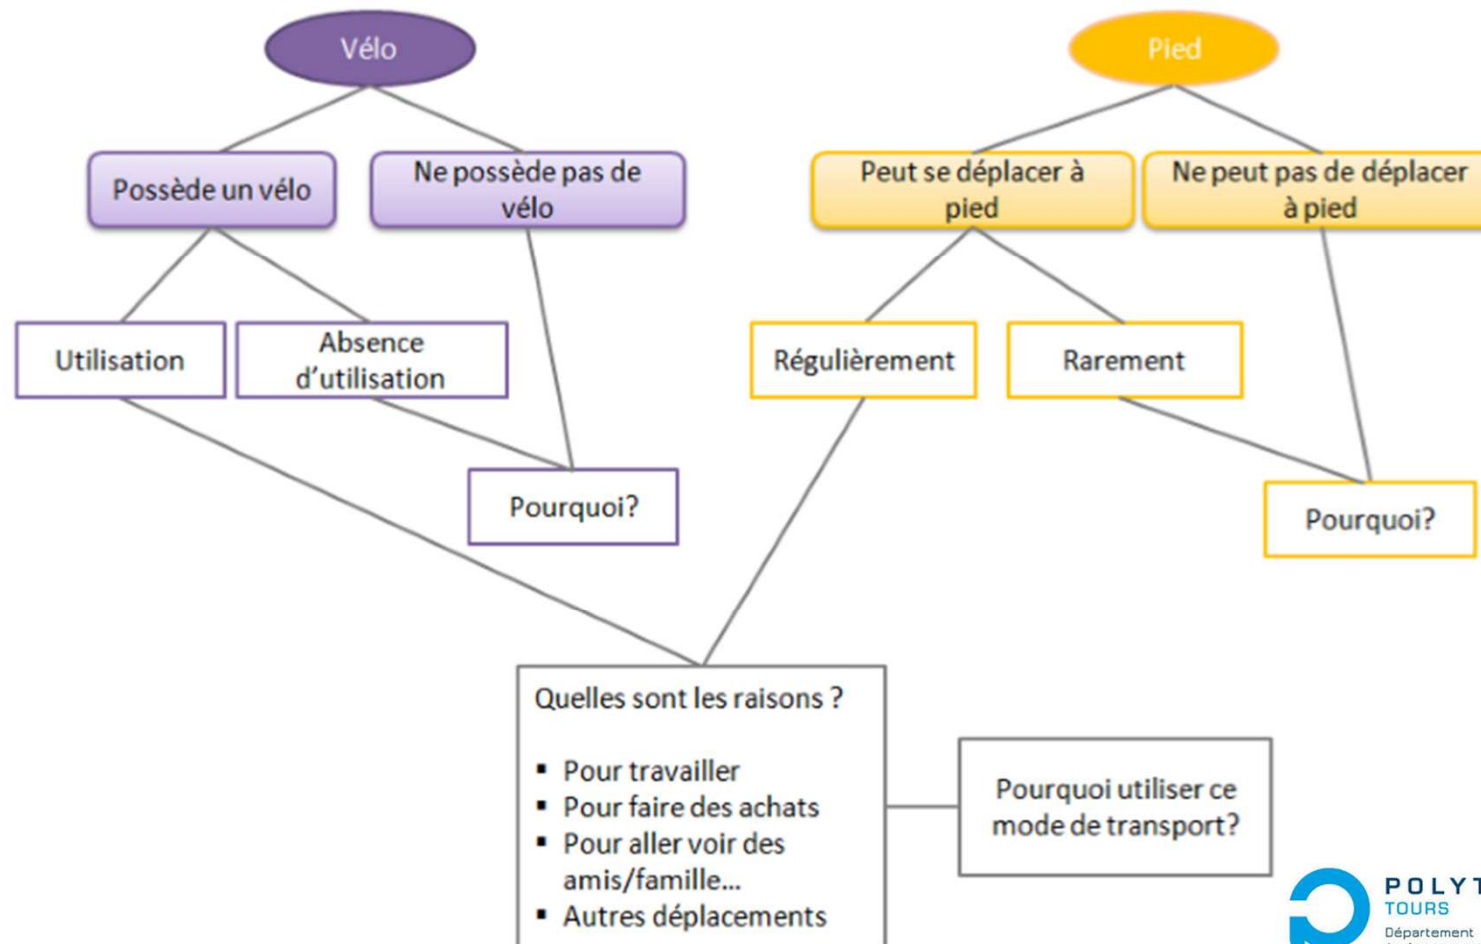 Vélo
Pied
Possède un vélo
Ne possède pas de
vélo
Peut se déplacer à
pied
Ne peut pas de déplacer
à pied
Utilisation
Absence
d'utilisation
Régulièrement
Rarement
Pourquoi?
Pourquoi?
Quelles sont les raisons ?
▪ Pour travailler
▪ Pour faire des achats
▪ Pour aller voir des
amis/famille...
▪ Autres déplacements
Pourquoi utiliser ce
mode de transport?
POLYT
TOURS
Département